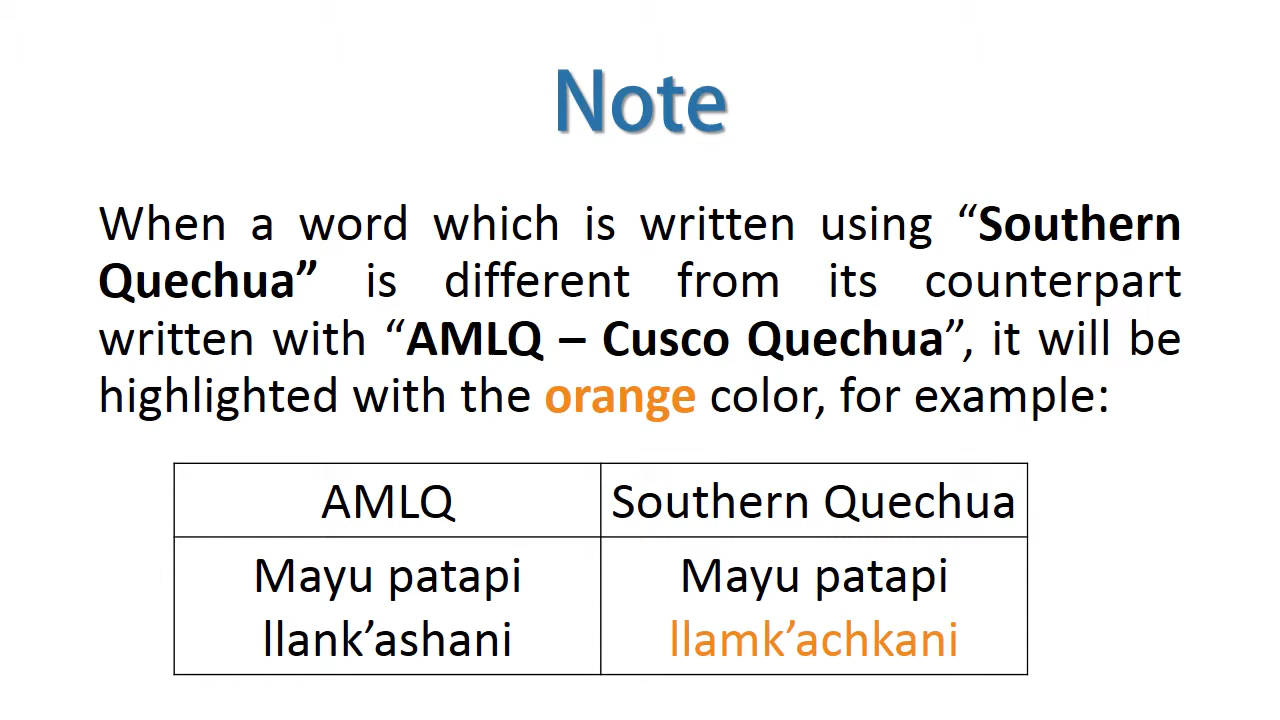 Note
When a word which is written using “Southern
Quechua” is different from its counterpart
written with “AMLQ – Cusco Quechua”, it will be
highlighted with the orange color, for example:
AMLQ
Southern Quechua
Mayu patapi
llank’ashani
Mayu patapi
llamk’achkani